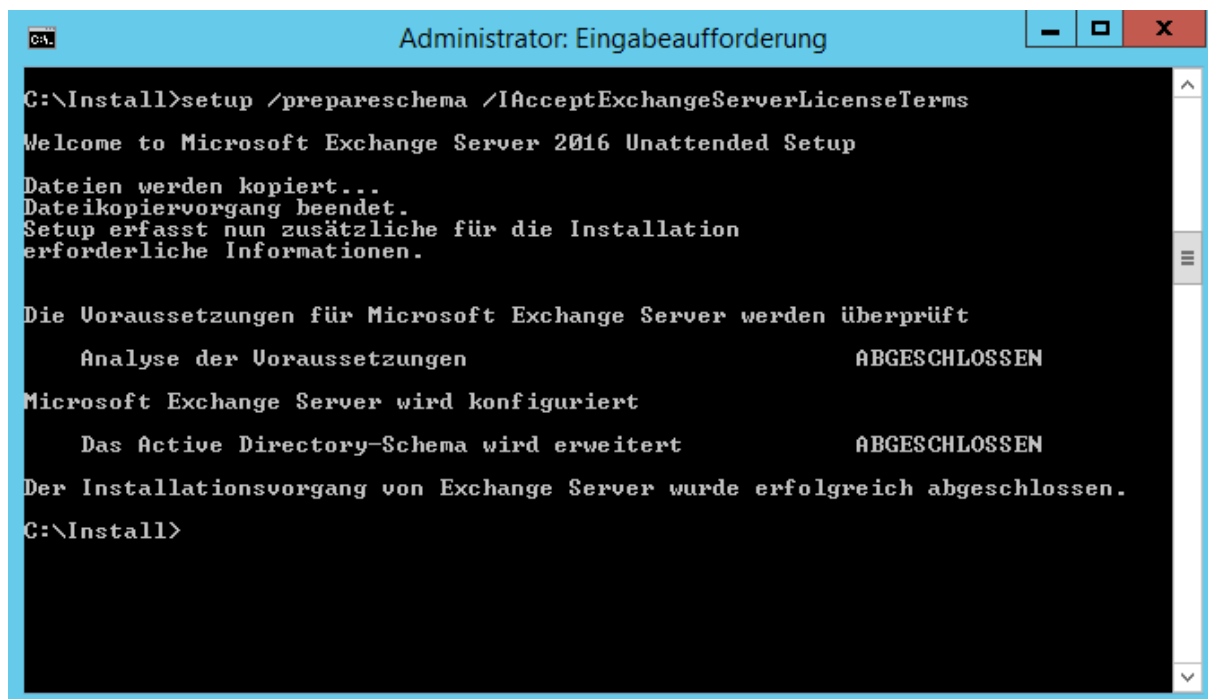 Administrator: Eingabeaufforderung
C:\Install>setup /prepareschema /IAcceptExchangeServerLicenseTerms
Welcome to Microsoft Exchange Server 2016 Unattended Setup
Dateien werden kopiert...
Dateikopiervorgang beendet.
Setup erfasst nun zusätzliche für die Installation
erforderliche Informationen.
Die Voraussetzungen für Microsoft Exchange Server werden überprüft
Analyse der Voraussetzungen ABGESCHLOSSEN
Microsoft Exchange Server wird konfiguriert
Das Active Directory-Schema wird erweitert ABGESCHLOSSEN
Der Installationsvorgang von Exchange Server wurde erfolgreich abgeschlossen.
C:\Install>